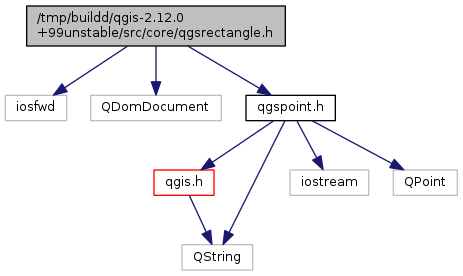 /tmp/buildd/qgis-2.12.0
+99unstable/src/core/qgsrectangle.h
iosfwd
QDomDocument
qgspoint.h
qgis.h
iostream
QPoint
QString